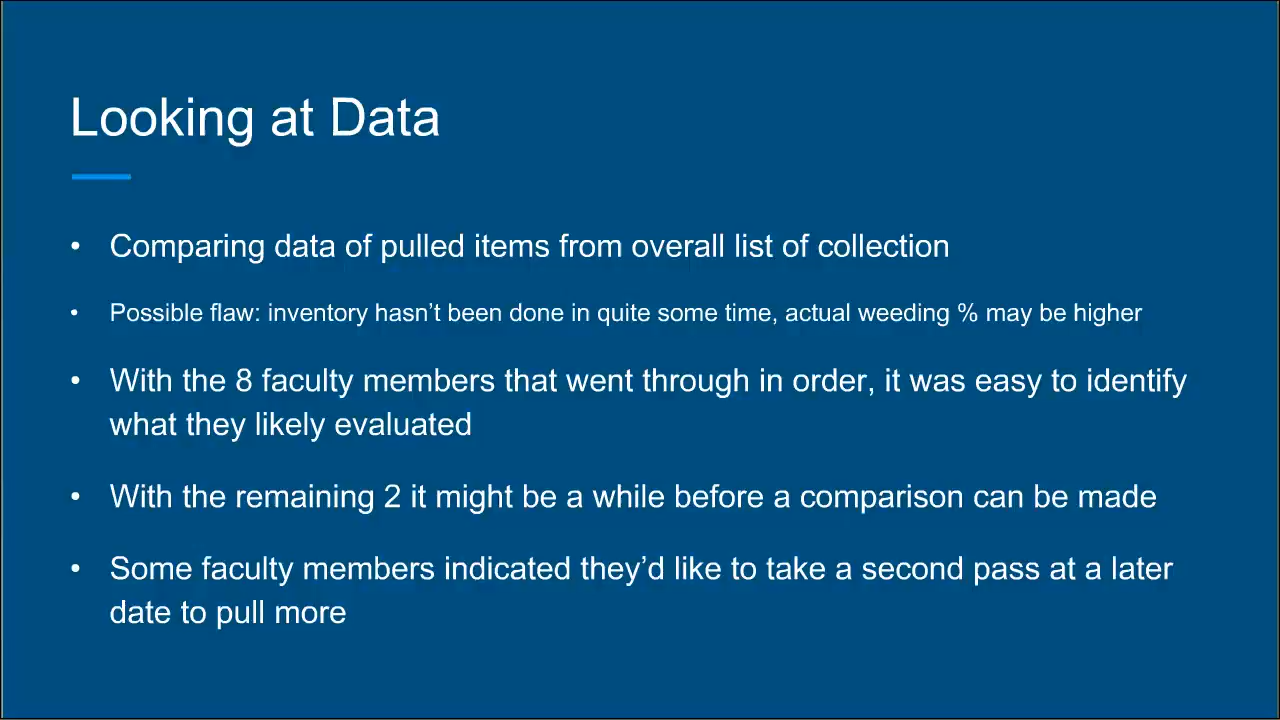 Looking at Data
• Comparing data of pulled items from overall list of collection
• Possible flaw: inventory hasn’t been done in quite some time, actual weeding % may be higher
• With the 8 faculty members that went through in order, it was easy to identify
what they likely evaluated
• With the remaining 2 it might be a while before a comparison can be made
• Some faculty members indicated they’d like to take a second pass at a later
date to pull more